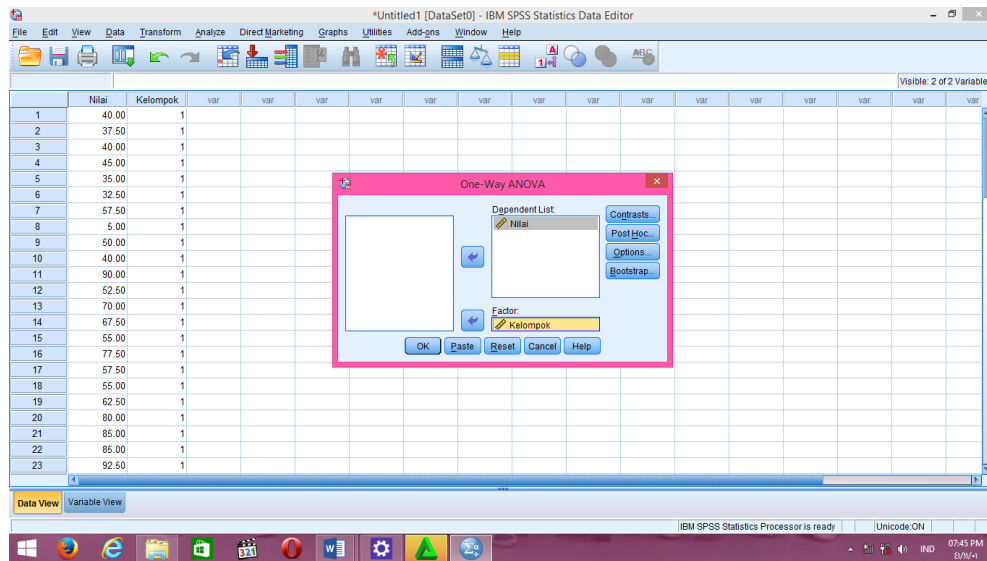 *Untitled1 [DataSet0] - IBM SPSS Statistics Data Editor
File Edit View Data Transform Analyze Direct Marketing Graphs Utilities Add-ons Window Help
Visible: 2 of 2 Variable
Nilai Kelompok var var var var var var var var var var var var var var var
1 40.00 1
2 37.50 1
3 40.00 1
4 45.00 1
5 35.00 1
6 32.50 1
7 57.50 1
8 5.00 1
9 50.00 1
10 40.00 1
11 90.00 1
12 52.50 1
13 70.00 1
14 67.50 1
15 55.00 1
16 77.50 1
17 57.50 1
18 55.00 1
19 62.50 1
20 80.00 1
21 85.00 1
22 85.00 1
23 92.50 1
One-Way ANOVA
Dependent List:
Nilai
Contrasts...
Post Hoc...
Options...
Bootstrap...
Factor:
Kelompok
OK Paste Reset Cancel Help
Data View Variable View
IBM SPSS Statistics Processor is ready Unicode:ON
321
IND
07:45 PM